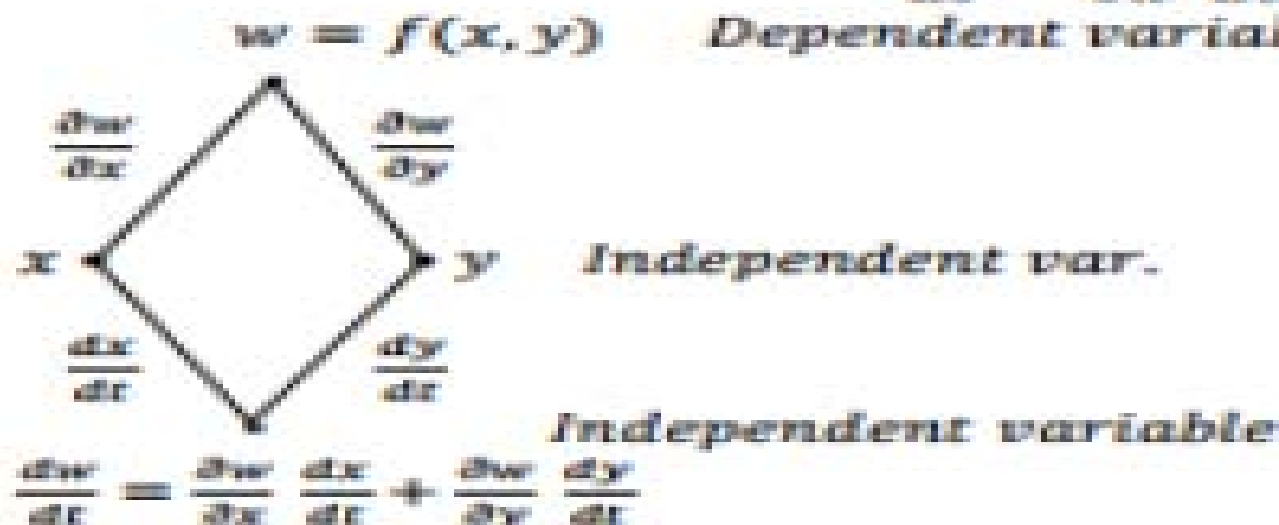 w = f(x, y) Dependent
∂w/∂x ∂w/∂y
x y Independent var.
dx/dt dy/dt
Independent variable
dw/dt = ∂w/∂x dx/dt + ∂w/∂y dy/dt